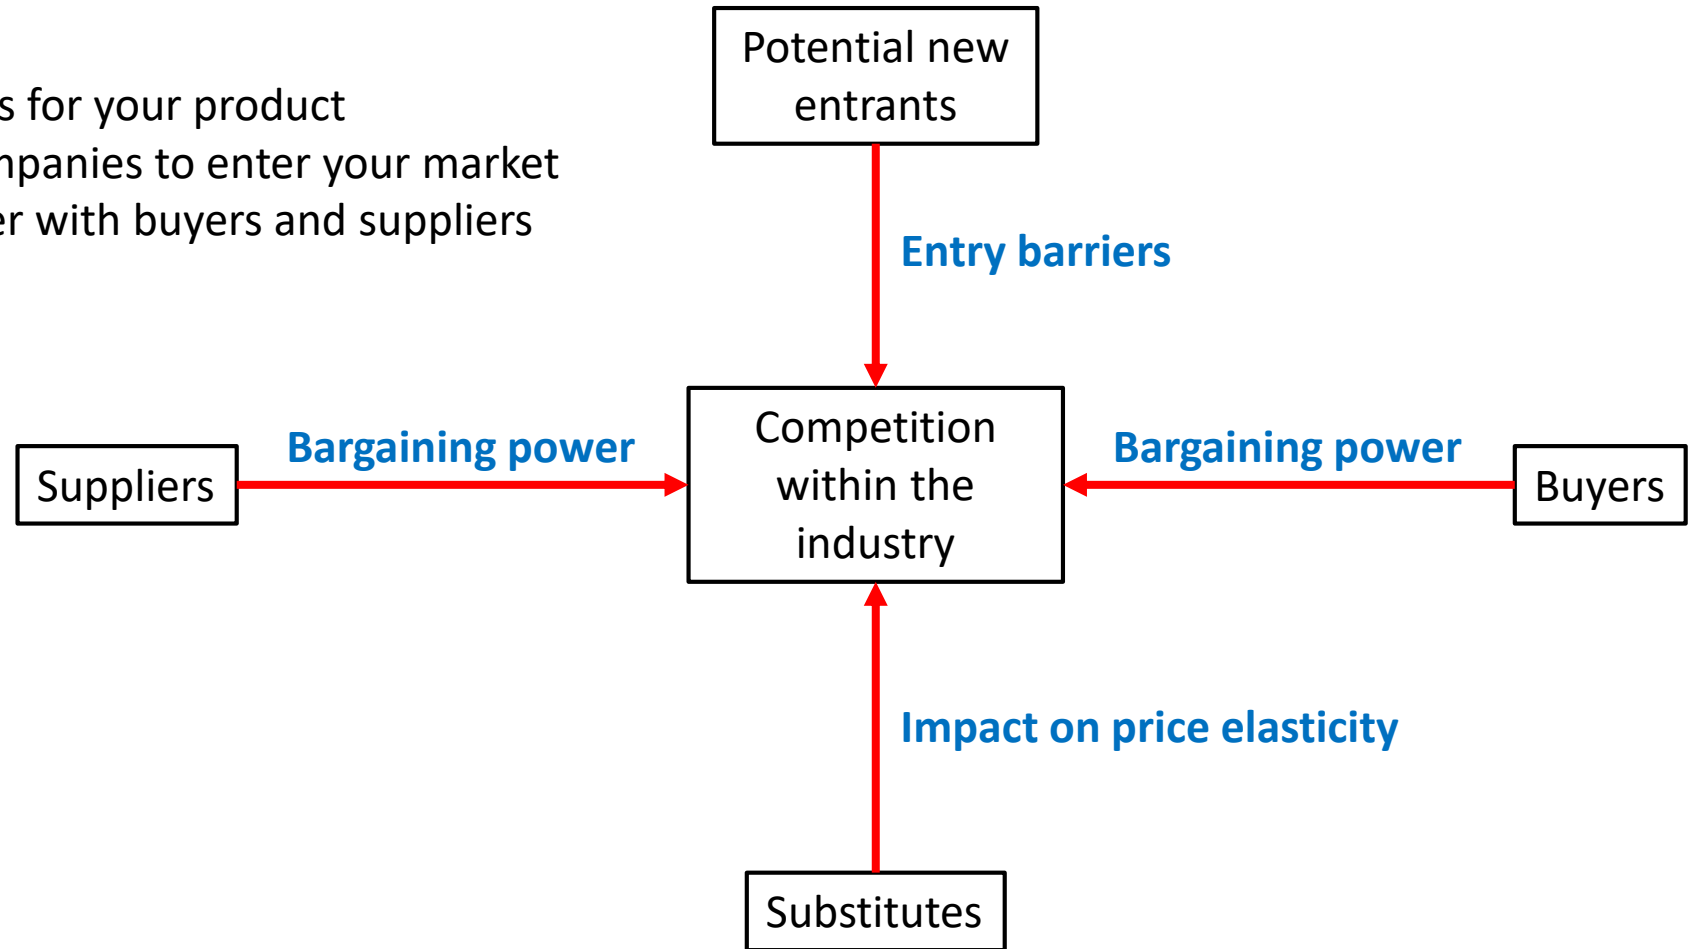 Potential new
entrants
s for your product
mpanies to enter your market
er with buyers and suppliers
Entry barriers
Suppliers
Bargaining power
Competition
within the
industry
Bargaining power
Buyers
Impact on price elasticity
Substitutes